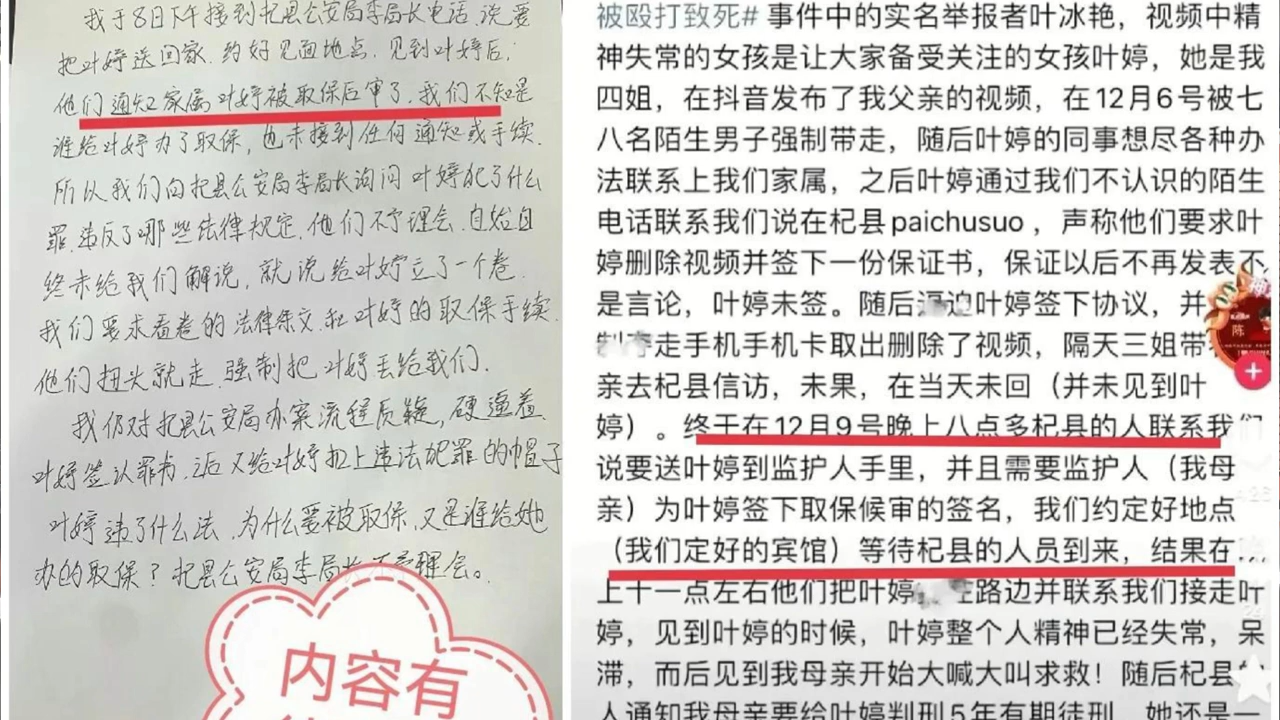 我于8日下午接到杞县公安局李局长电话,说要
把叶婷送回家.约好见面地点.见到叶婷后,
他们通知家属叶婷被取保后审了,我们不知是
谁给叶婷办了取保,也未接到任何通知或手续.
所以我们向杞县公安局李局长询问叶婷犯了什么
罪,违反了哪些法律规定.他们不予理会.自始自
终未给我们解说,就说给叶婷立了一个卷.
我们要求看卷的法律条文.和叶婷的取保手续.
他们扭头就走.强制把叶婷丢给我们.
我仍对杞县公安局办案流程质疑,硬逼着
叶婷签认罪书.还又给叶婷扣上违法犯罪的帽子
叶婷违了什么法.为什么要被取保.又是谁给她
办的取保?杞县公安局李局长不予理会。
内容有
被殴打致死# 事件中的实名举报者叶冰艳，视频中精
神失常的女孩是让大家备受关注的女孩叶婷，她是我
四姐，在抖音发布了我父亲的视频，在12月6号被七
八名陌生男子强制带走，随后叶婷的同事想尽各种办
法联系上我们家属，之后叶婷通过我们不认识的陌生
电话联系我们说在杞县paichusuo，声称他们要求叶
婷删除视频并签下一份保证书，保证以后不再发表不
是言论，叶婷未签。随后逼迫叶婷签下协议，并
制 走手机手机卡取出删除了视频，隔天三姐带
亲去杞县信访，未果，在当天未回（并未见到叶
婷）。终于在12月9号晚上八点多杞县的人联系我们
说要送叶婷到监护人手里，并且需要监护人（我母
亲）为叶婷签下取保候审的签名，我们约定好地点
（我们定好的宾馆）等待杞县的人员到来，结果在
上十一点左右他们把叶婷 在路边并联系我们接走叶
婷，见到叶婷的时候，叶婷整个人精神已经失常，呆
滞，而后见到我母亲开始大喊大叫求救！随后杞县的
人通知我母亲要给叶婷判刑5年有期徒刑，她还是一
陈